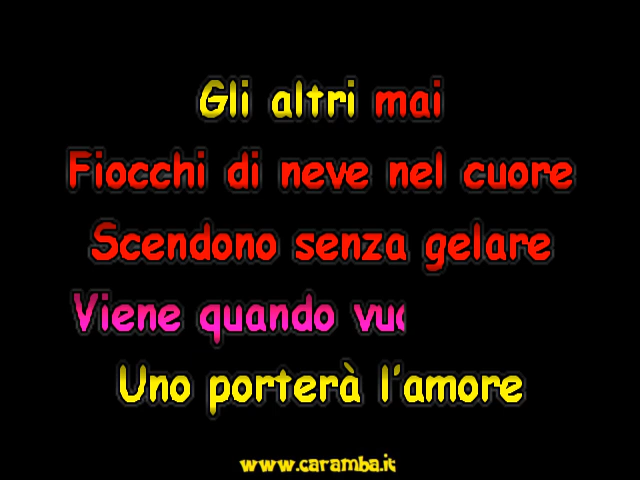 Gli altri mai
Fiocchi di neve nel cuore
Scendono senza gelare
Viene quando
Uno porterà l'amore
www.caramba.it